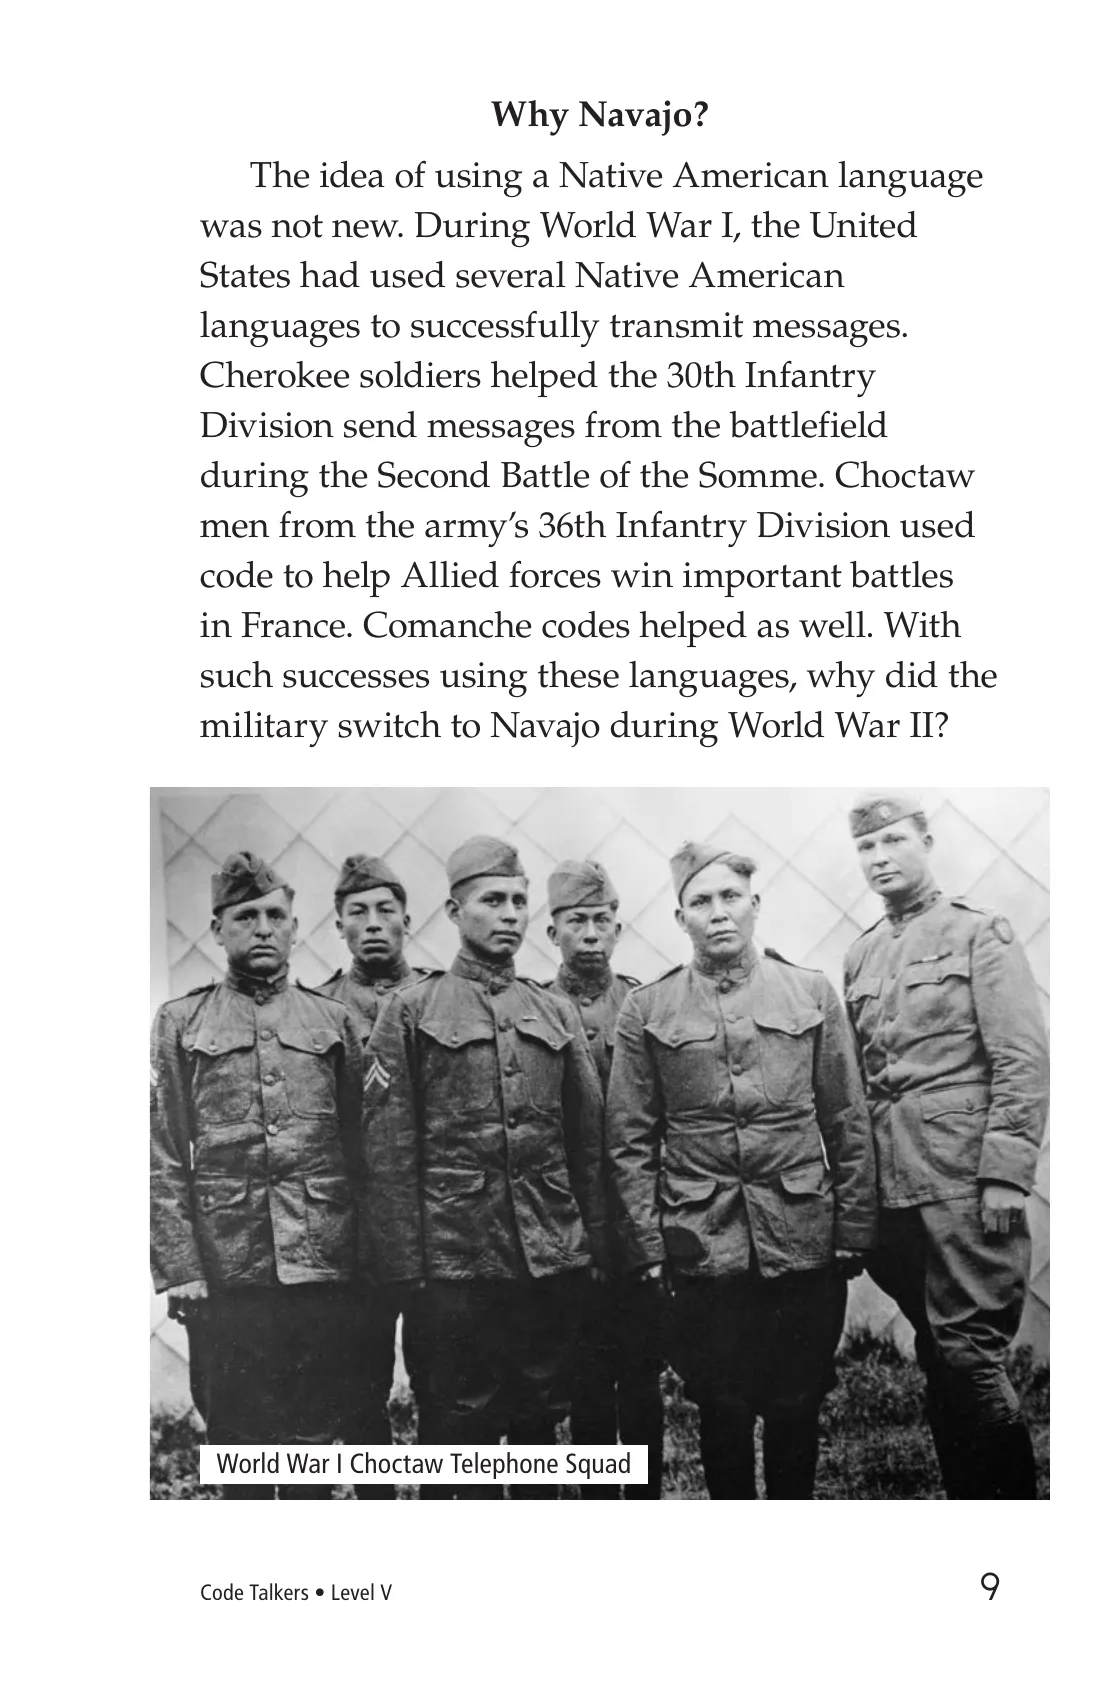 Why Navajo?
The idea of using a Native American language
was not new. During World War I, the United
States had used several Native American
languages to successfully transmit messages.
Cherokee soldiers helped the 30th Infantry
Division send messages from the battlefield
during the Second Battle of the Somme. Choctaw
men from the army’s 36th Infantry Division used
code to help Allied forces win important battles
in France. Comanche codes helped as well. With
such successes using these languages, why did the
military switch to Navajo during World War II?
World War I Choctaw Telephone Squad
Code Talkers • Level V
9